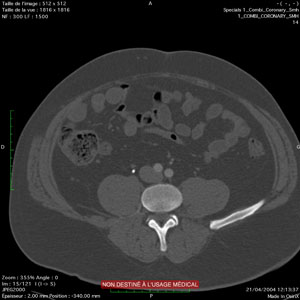 Taille de l'image : 512 x 512
Taille de la vue : 1816 x 1816
NF : 300 LF : 1500
A
- ( - , - )
Specials 1_Combi_Coronary_Smh
1_COMBI_CORONARY_SMH
14
D
G
Zoom : 355% Angle : 0
Im : 15/121 (I -> S)
JPEG2000
Épaisseur : 2.00 mm Position : -340.00 mm
NON DESTINÉ À L'USAGE MÉDICAL
P
21/04/2004 12:13:37
Made In OsiriX